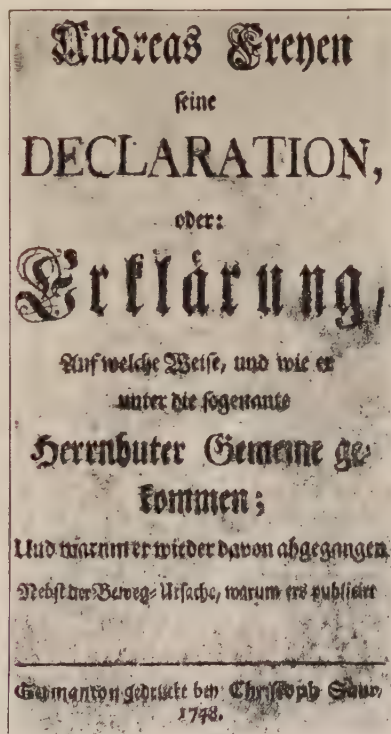 Andreas Freyen
seine
DECLARATION,
oder:
Erklärung,
Auf welche Weise, und wie er
unter die sogenante
Herrnhuter Gemeine ge-
kommen;
Und warum er wieder davon abgegangen
Nebst der Beweg-Ursache, warum ers publicirt
Germanton gedruckt bey Christoph Saur,
1748.